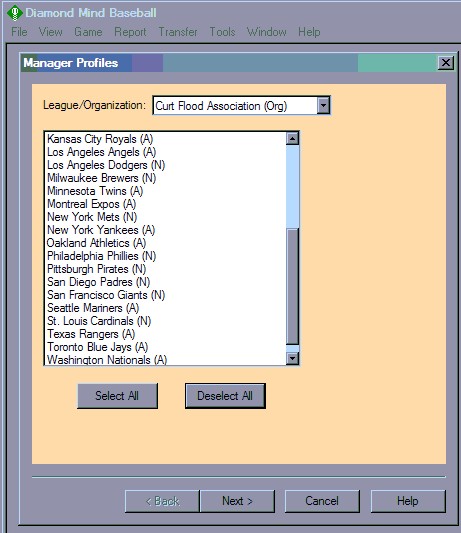 Diamond Mind Baseball
File View Game Report Transfer Tools Window Help
Manager Profiles
League/Organization: Curt Flood Association (Org)
Kansas City Royals (A)
Los Angeles Angels (A)
Los Angeles Dodgers (N)
Milwaukee Brewers (N)
Minnesota Twins (A)
Montreal Expos (A)
New York Mets (N)
New York Yankees (A)
Oakland Athletics (A)
Philadelphia Phillies (N)
Pittsburgh Pirates (N)
San Diego Padres (N)
San Francisco Giants (N)
Seattle Mariners (A)
St. Louis Cardinals (N)
Texas Rangers (A)
Toronto Blue Jays (A)
Washington Nationals (A)
Select All Deselect All
< Back Next > Cancel Help